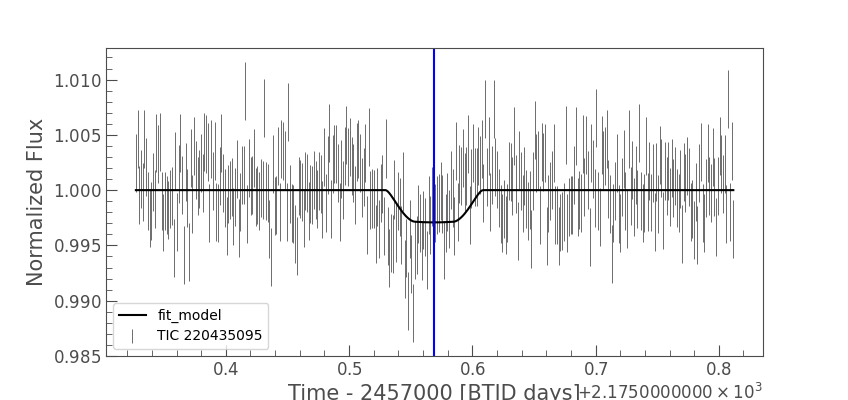 Normalized Flux
1.010
1.005
1.000
0.995
0.990
0.985
fit_model
TIC 220435095
0.4 0.5 0.6 0.7 0.8
Time - 2457000 [BTJD days]
+2.1750000000 × 10³